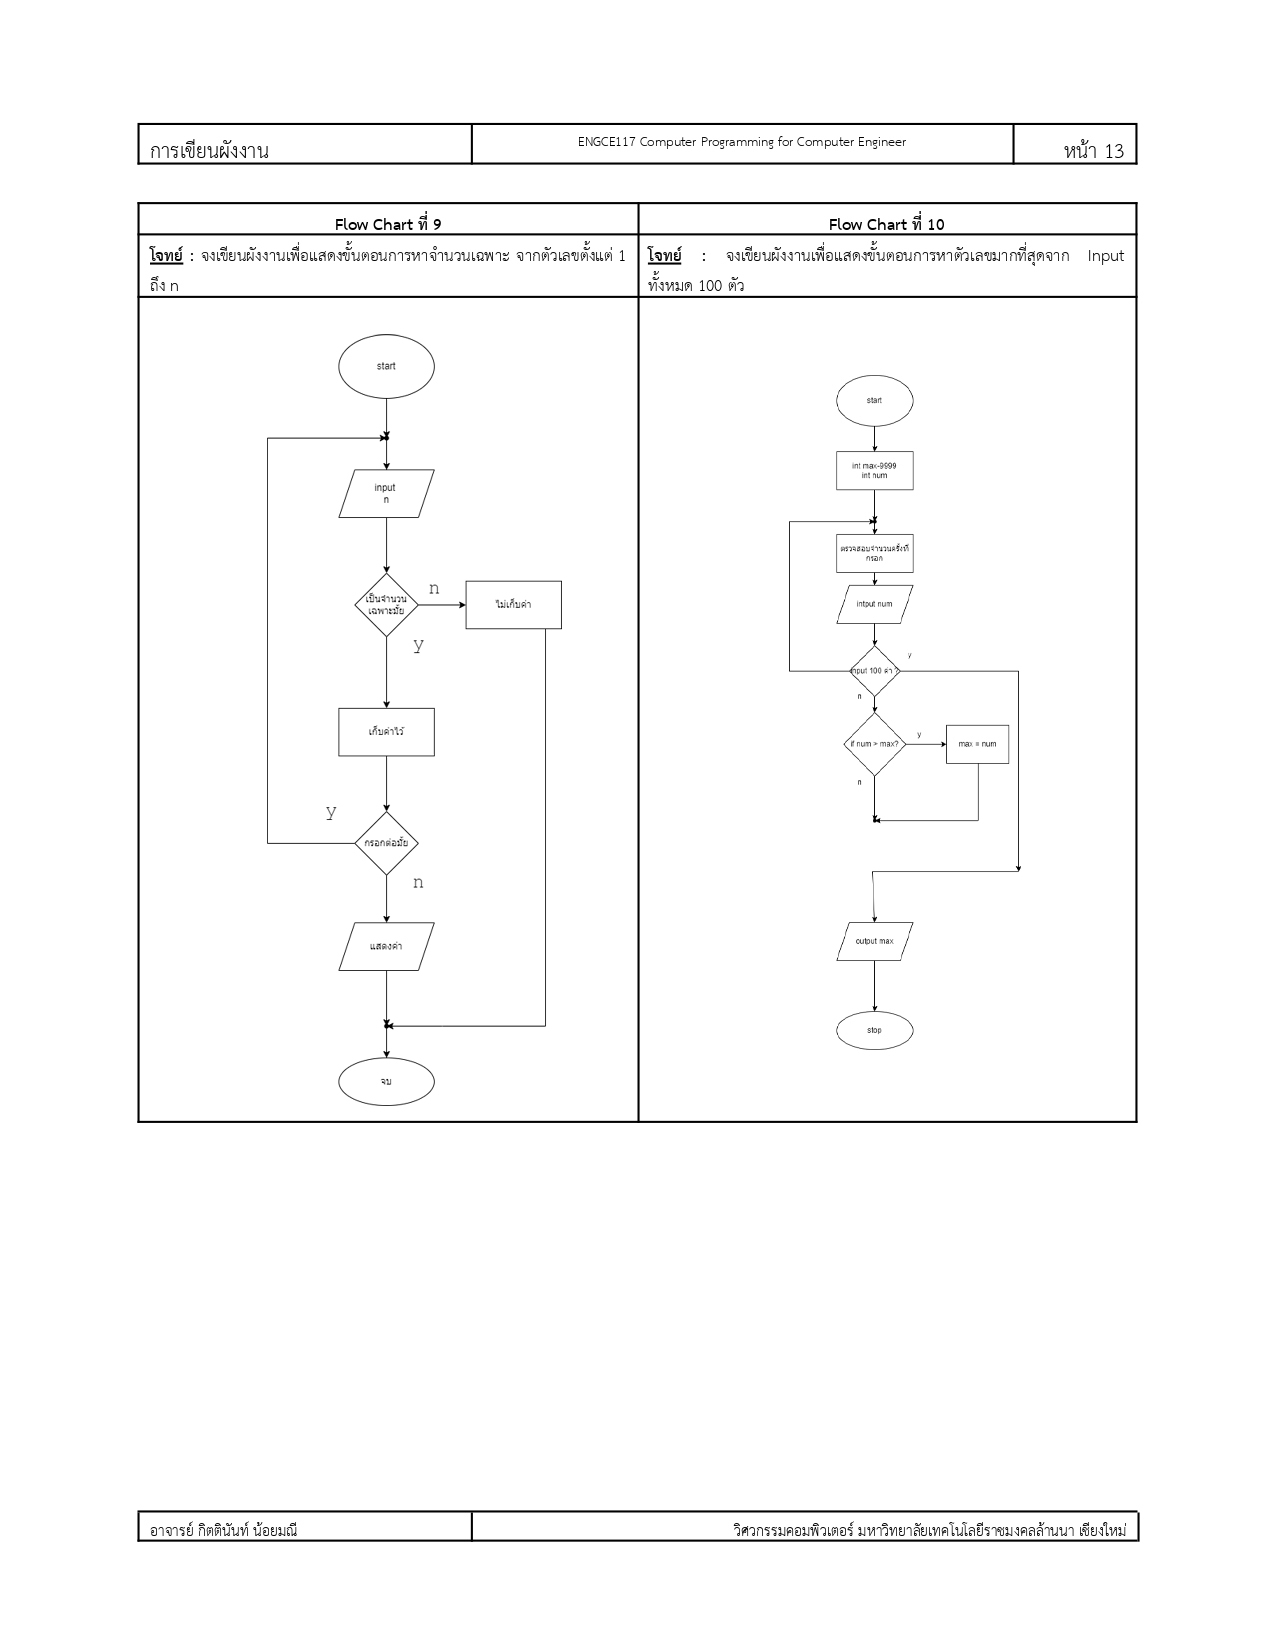 การเขียนผังงาน
ENGCE117 Computer Programming for Computer Engineer
หน้า 13
Flow Chart ที่ 9
โจทย์ : จงเขียนผังงานเพื่อแสดงขั้นตอนการหาจำนวนเฉพาะ จากตัวเลขตั้งแต่ 1
ถึง n
start
input
n
เป็นจำนวน
เฉพาะมั้ย
n
ไม่เก็บค่า
y
เก็บค่าไว้
y
กรอกต่อมั้ย
n
แสดงค่า
จบ
Flow Chart ที่ 10
โจทย์ : จงเขียนผังงานเพื่อแสดงขั้นตอนการหาตัวเลขมากที่สุดจาก Input
ทั้งหมด 100 ตัว
start
int max-9999
int num
ตรวจสอบจำนวนครั้งที่
กรอก
intput num
y
input 100 ค่า ?
n
if num > max?
y
max = num
n
output max
stop
อาจารย์ กิตตินันท์ น้อยมณี
วิศวกรรมคอมพิวเตอร์ มหาวิทยาลัยเทคโนโลยีราชมงคลล้านนา เชียงใหม่